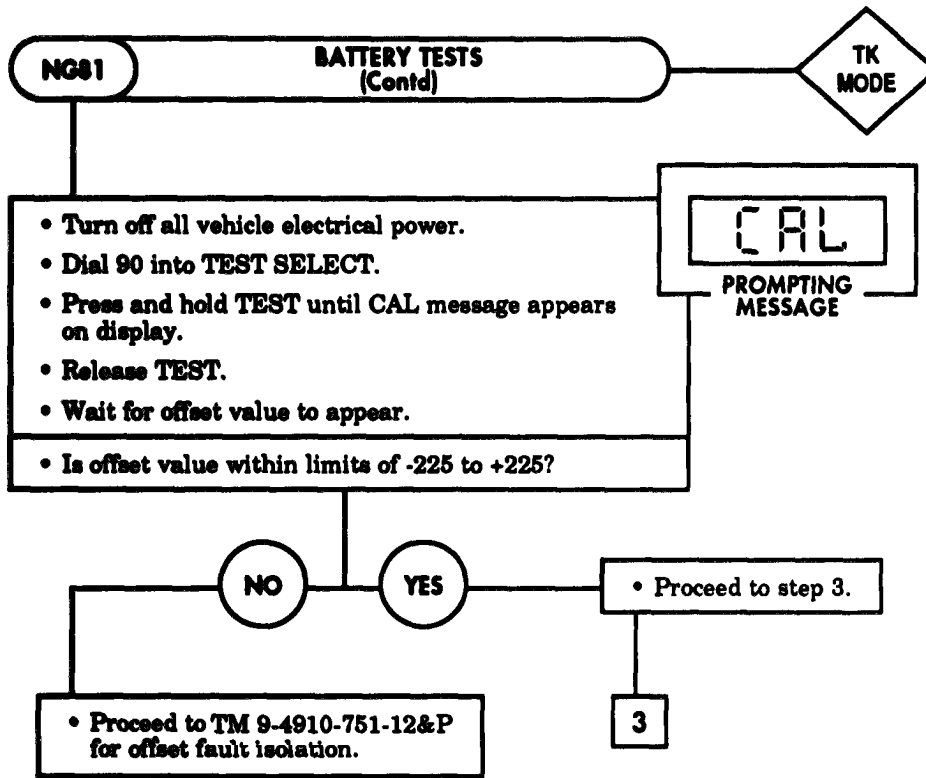 NG81
BATTERY TESTS
(Contd)
TK
MODE
• Turn off all vehicle electrical power.
• Dial 90 into TEST SELECT.
• Press and hold TEST until CAL message appears
on display.
• Release TEST.
• Wait for offset value to appear.
CAL
PROMPTING
MESSAGE
• Is offset value within limits of -225 to +225?
NO
YES
• Proceed to step 3.
• Proceed to TM 9-4910-751-12&P
for offset fault isolation.
3